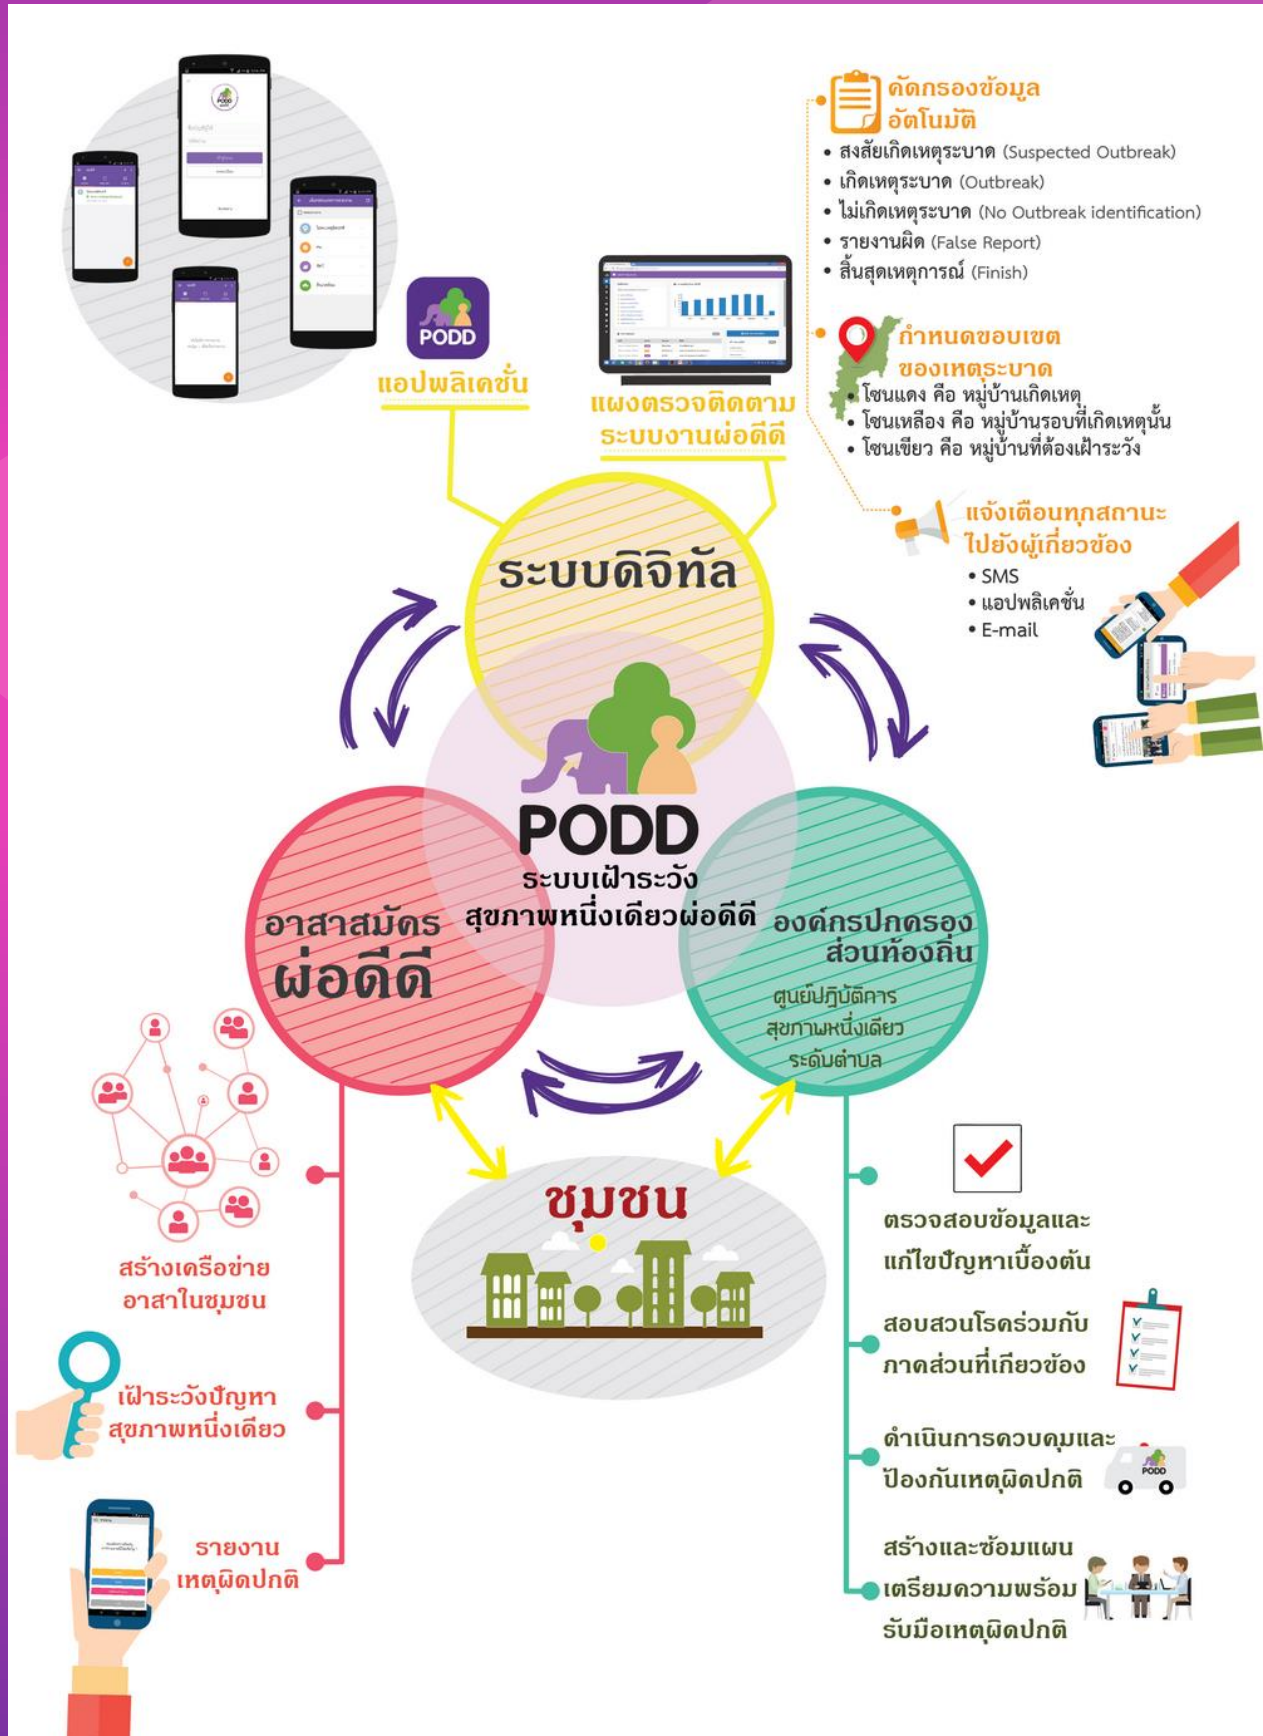 PODD
แอปพลิเคชั่น
แผงตรวจติดตาม
ระบบงานผ่อดีดี
คัดกรองข้อมูล
อัตโนมัติ
• สงสัยเกิดเหตุระบาด (Suspected Outbreak)
• เกิดเหตุระบาด (Outbreak)
• ไม่เกิดเหตุระบาด (No Outbreak identification)
• รายงานผิด (False Report)
• สิ้นสุดเหตุการณ์ (Finish)
กำหนดขอบเขต
ของเหตุระบาด
• โซนแดง คือ หมู่บ้านเกิดเหตุ
• โซนเหลือง คือ หมู่บ้านรอบที่เกิดเหตุนั้น
• โซนเขียว คือ หมู่บ้านที่ต้องเฝ้าระวัง
แจ้งเตือนทุกสถานะ
ไปยังผู้เกี่ยวข้อง
• SMS
• แอปพลิเคชั่น
• E-mail
ระบบดิจิทัล
PODD
ระบบเฝ้าระวัง
สุขภาพหนึ่งเดียวผ่อดีดี
อาสาสมัคร
ผ่อดีดี
องค์กรปกครอง
ส่วนท้องถิ่น
ศูนย์ปฏิบัติการ
สุขภาพหนึ่งเดียว
ระดับตำบล
ชุมชน
สร้างเครือข่าย
อาสาในชุมชน
เฝ้าระวังปัญหา
สุขภาพหนึ่งเดียว
รายงาน
เหตุผิดปกติ
ตรวจสอบข้อมูลและ
แก้ไขปัญหาเบื้องต้น
สอบสวนโรคร่วมกับ
ภาคส่วนที่เกี่ยวข้อง
ดำเนินการควบคุมและ
ป้องกันเหตุผิดปกติ
PODD
สร้างและซ้อมแผน
เตรียมความพร้อม
รับมือเหตุผิดปกติ